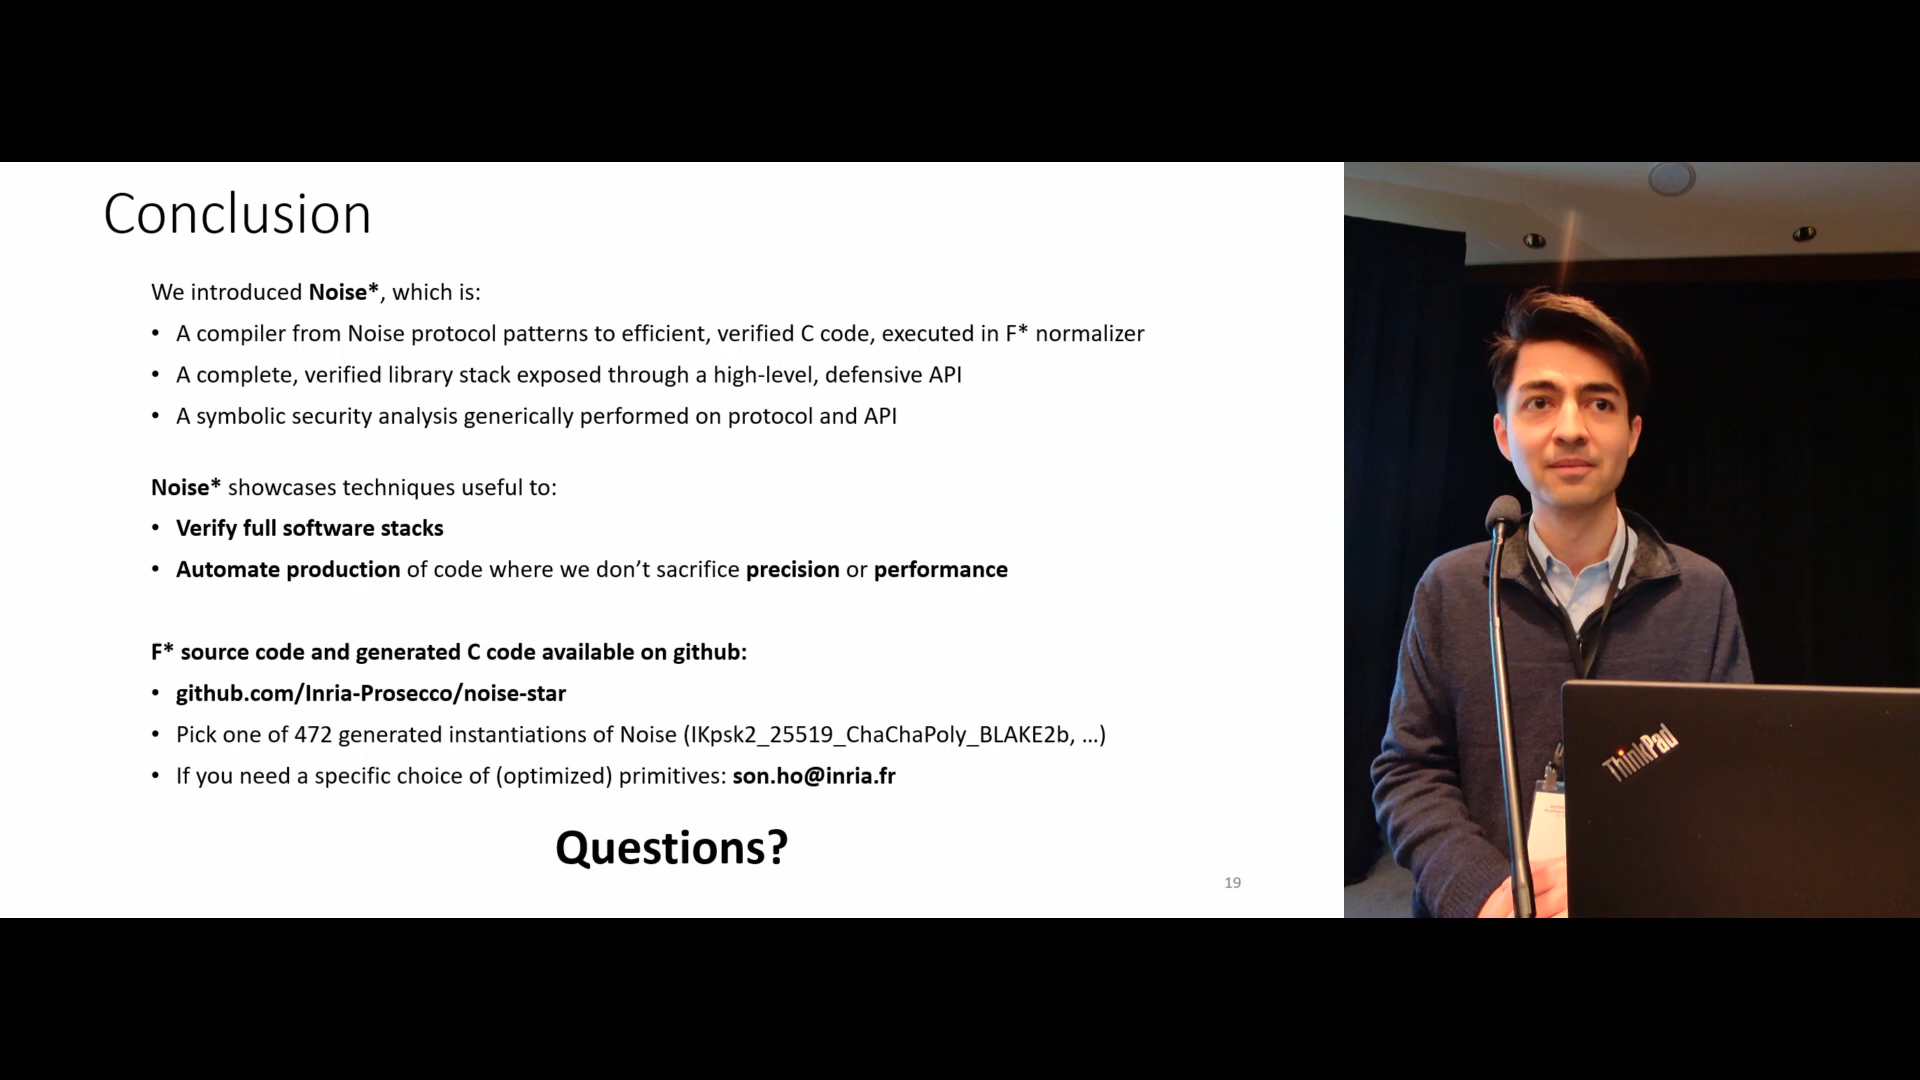 Conclusion
We introduced Noise*, which is:
• A compiler from Noise protocol patterns to efficient, verified C code, executed in F* normalizer
• A complete, verified library stack exposed through a high-level, defensive API
• A symbolic security analysis generically performed on protocol and API
Noise* showcases techniques useful to:
• Verify full software stacks
• Automate production of code where we don’t sacrifice precision or performance
F* source code and generated C code available on github:
• github.com/Inria-Prosecco/noise-star
• Pick one of 472 generated instantiations of Noise (IKpsk2_25519_ChaChaPoly_BLAKE2b, ...)
• If you need a specific choice of (optimized) primitives: son.ho@inria.fr
Questions?
19
ThinkPad